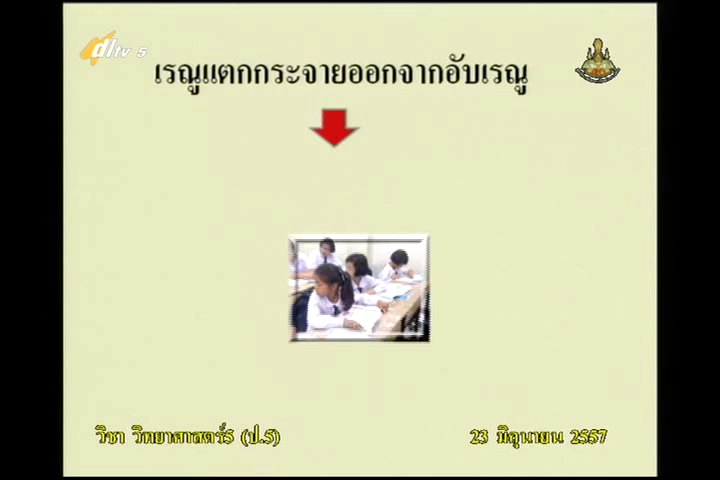 dltv 5
เรณูแตกกระจายออกจากอับเรณู
วิชา วิทยาศาสตร์5 (ป.5)
23 มิถุนายน 2557